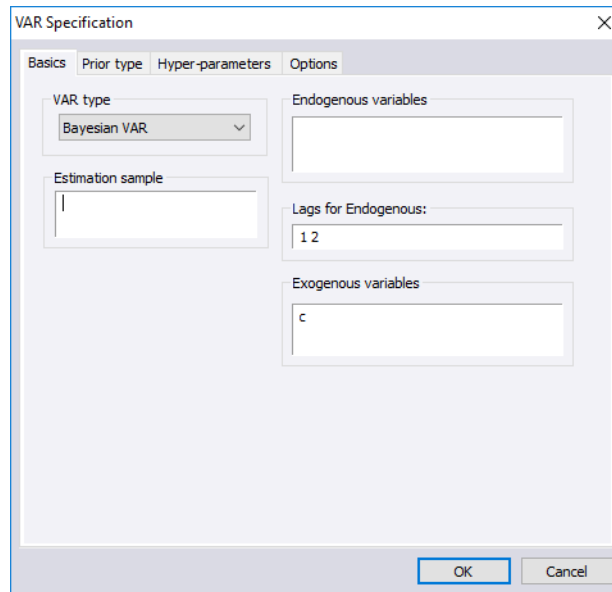 VAR Specification
Basics
Prior type
Hyper-parameters
Options
VAR type
Bayesian VAR
Estimation sample
Endogenous variables
Lags for Endogenous:
1 2
Exogenous variables
c
OK
Cancel